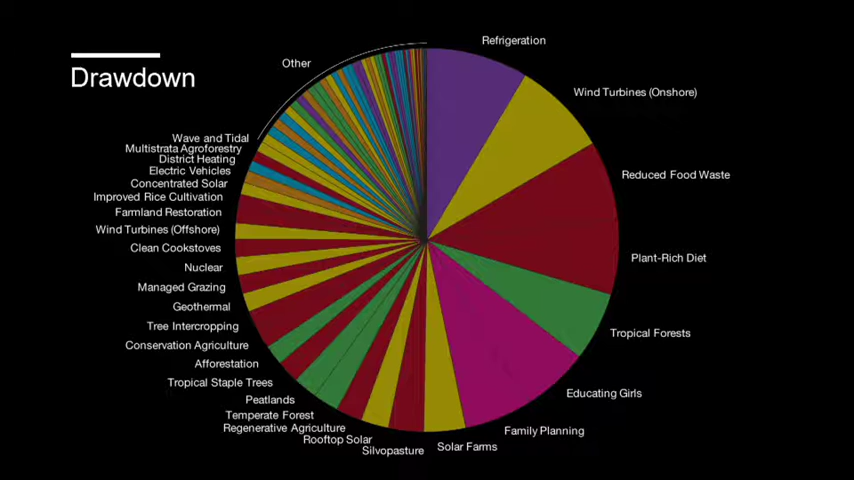 Drawdown
Refrigeration
Wind Turbines (Onshore)
Reduced Food Waste
Plant-Rich Diet
Tropical Forests
Educating Girls
Family Planning
Solar Farms
Silvopasture
Rooftop Solar
Regenerative Agriculture
Temperate Forest
Peatlands
Tropical Staple Trees
Afforestation
Conservation Agriculture
Tree Intercropping
Geothermal
Managed Grazing
Nuclear
Clean Cookstoves
Wind Turbines (Offshore)
Farmland Restoration
Improved Rice Cultivation
Concentrated Solar
Electric Vehicles
District Heating
Multistrata Agroforestry
Wave and Tidal
Other